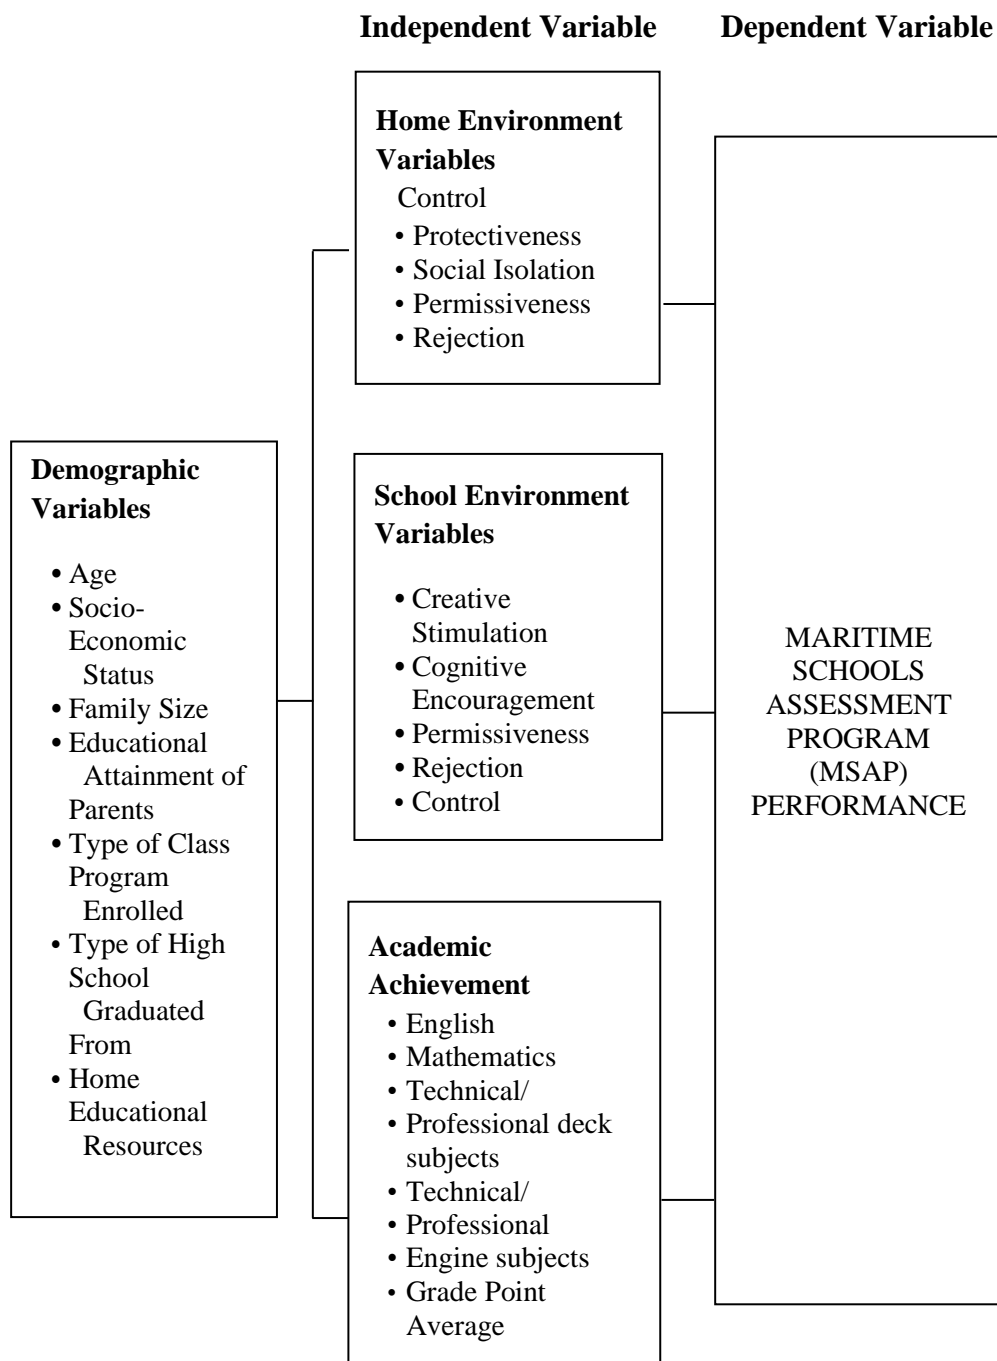 Independent Variable
Dependent Variable
Home Environment
Variables
Control
• Protectiveness
• Social Isolation
• Permissiveness
• Rejection
Demographic
Variables
• Age
• Socio-
Economic
Status
• Family Size
• Educational
Attainment of
Parents
• Type of Class
Program
Enrolled
• Type of High
School
Graduated
From
• Home
Educational
Resources
School Environment
Variables
• Creative
Stimulation
• Cognitive
Encouragement
• Permissiveness
• Rejection
• Control
Academic
Achievement
• English
• Mathematics
• Technical/
• Professional deck
subjects
• Technical/
• Professional
• Engine subjects
• Grade Point
Average
MARITIME
SCHOOLS
ASSESSMENT
PROGRAM
(MSAP)
PERFORMANCE